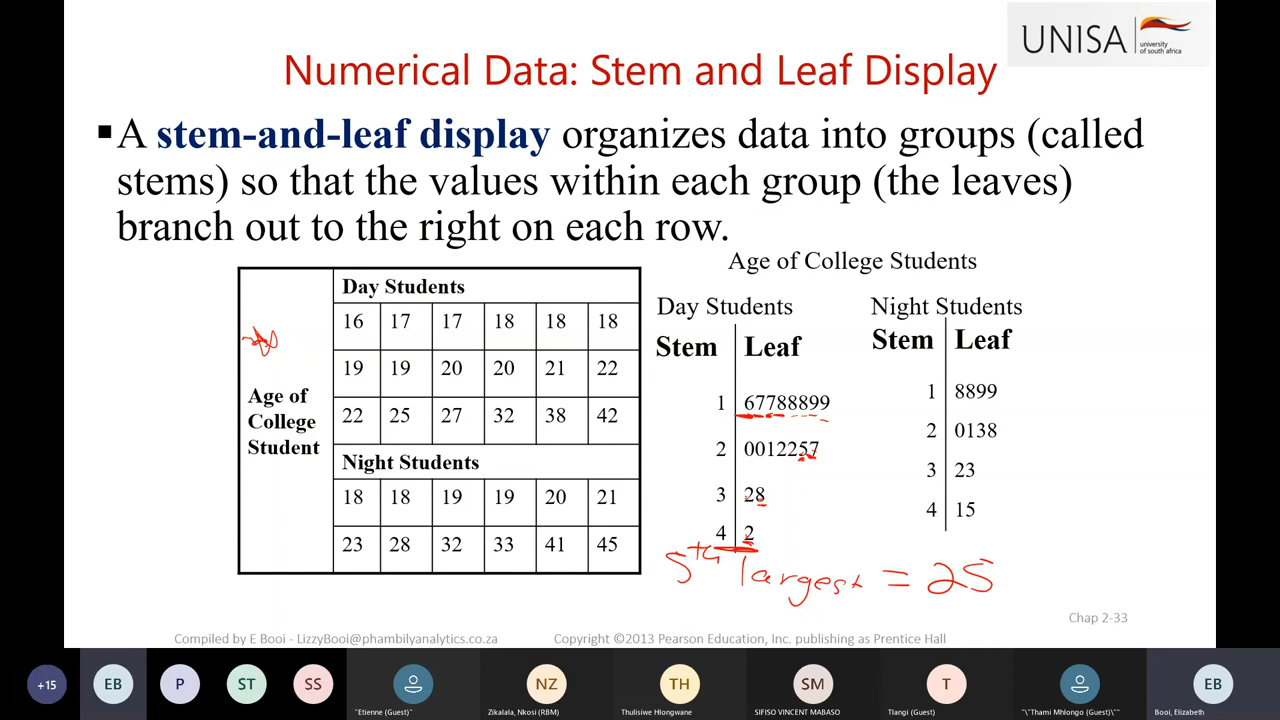 UNISA
university
of south africa
Numerical Data: Stem and Leaf Display
▪A stem-and-leaf display organizes data into groups (called
stems) so that the values within each group (the leaves)
branch out to the right on each row.
Age of
College
Student
Day Students
16 17 17 18 18 18
19 19 20 20 21 22
22 25 27 32 38 42
Night Students
18 18 19 19 20 21
23 28 32 33 41 45
Age of College Students
Day Students
Stem Leaf
1 67788899
2 0012257
3 28
4 2
Night Students
Stem Leaf
1 8899
2 0138
3 23
4 15
5th largest = 25
Chap 2-33
Compiled by E Booi - LizzyBooi@phambilyanalytics.co.za
Copyright ©2013 Pearson Education, Inc. publishing as Prentice Hall
+15
EB
P
ST
SS
"Etienne (Guest)"
NZ
Zikalala, Nkosi (RBM)
TH
Thulisiwe Hlongwane
SM
SIFISO VINCENT MABASO
T
Tlangi (Guest)
"\"Thami Mhlongo (Guest)\""
EB
Booi, Elizabeth